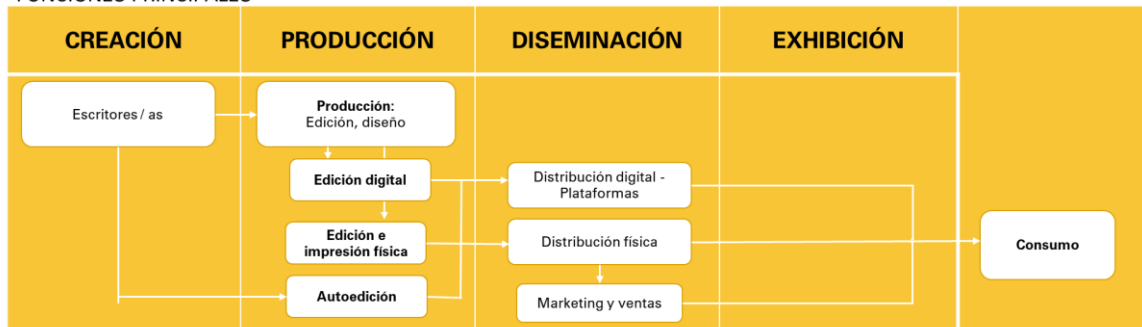 CREACIÓN
PRODUCCIÓN
DISEMINACIÓN
EXHIBICIÓN
Escritores / as
Producción:
Edición, diseño
Edición digital
Distribución digital -
Plataformas
Edición e
impresión física
Distribución física
Consumo
Autoedición
Marketing y ventas